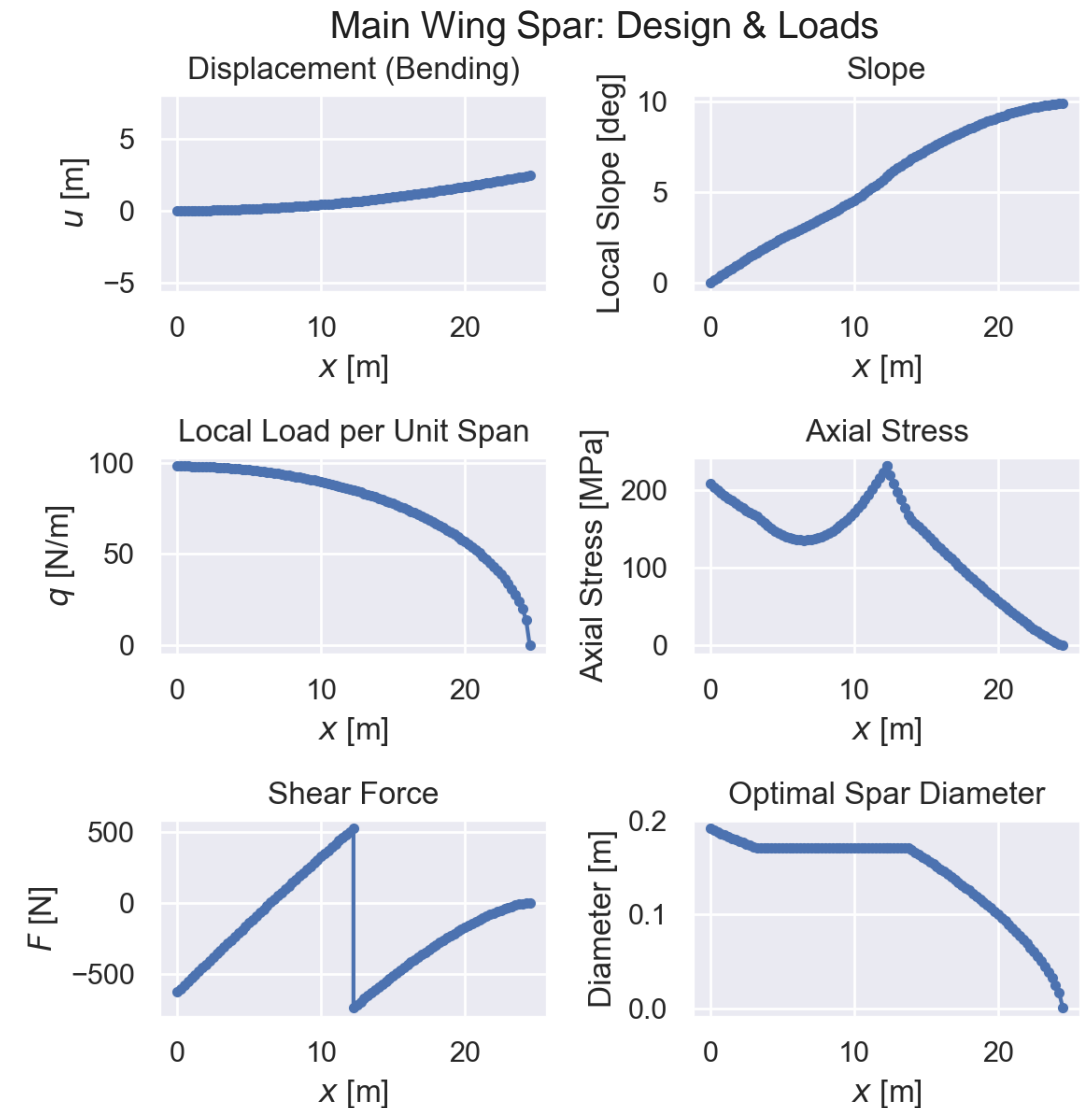 Main Wing Spar: Design & Loads
Displacement (Bending)
5
0
−5
u [m]
0 10 20
x [m]
Slope
10
5
0
Local Slope [deg]
0 10 20
x [m]
Local Load per Unit Span
100
50
0
q [N/m]
0 10 20
x [m]
Axial Stress
200
100
0
Axial Stress [MPa]
0 10 20
x [m]
Shear Force
500
0
−500
F [N]
0 10 20
x [m]
Optimal Spar Diameter
0.2
0.1
0.0
Diameter [m]
0 10 20
x [m]